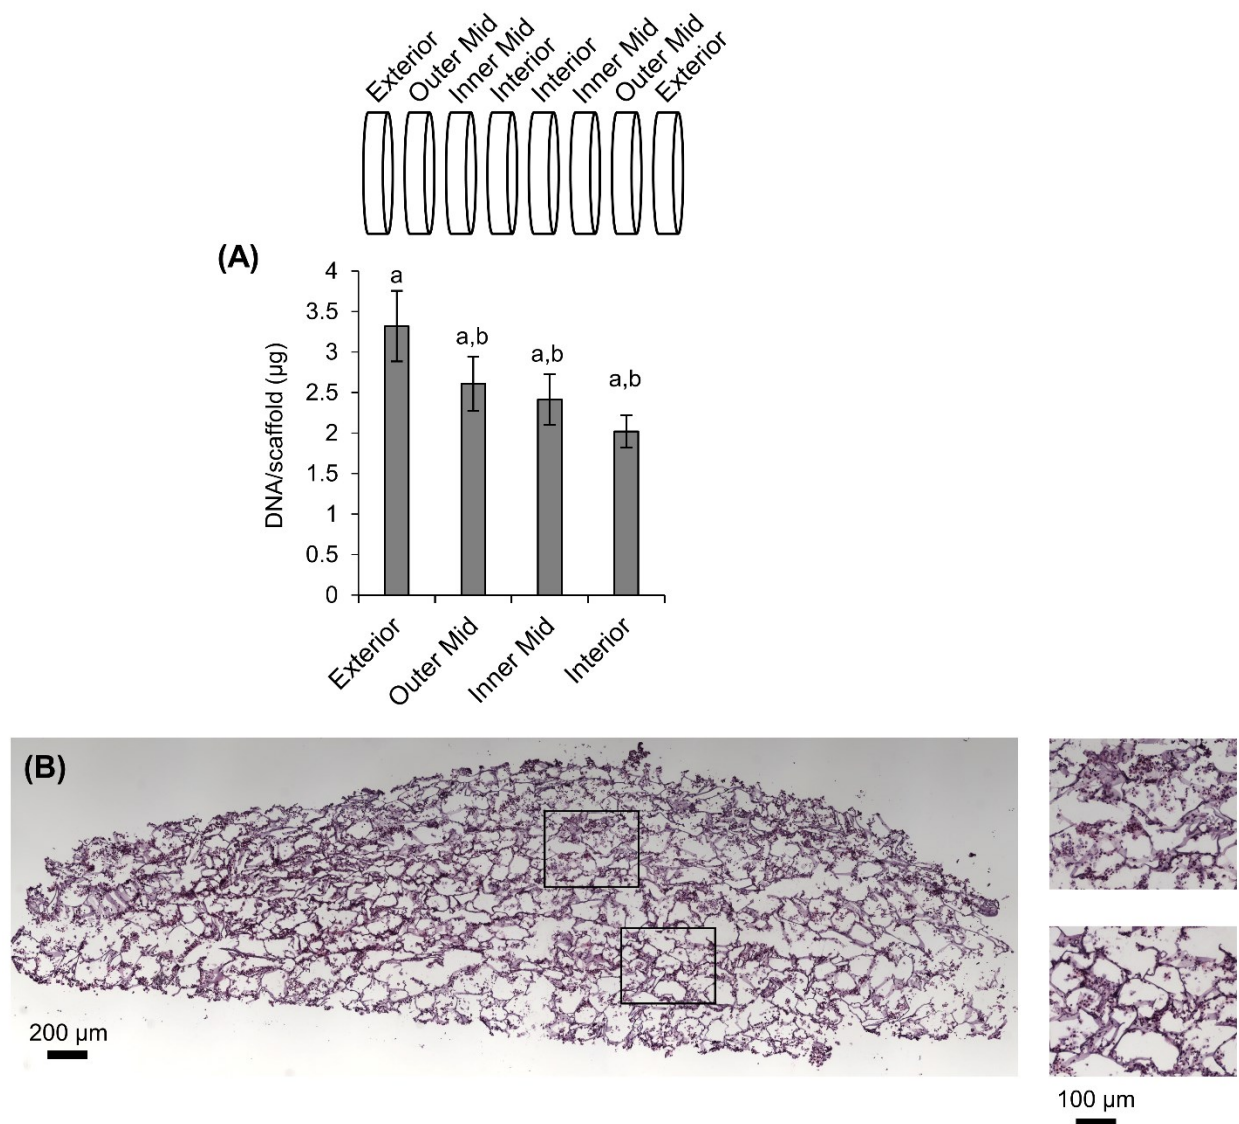 Exterior
Outer Mid
Inner Mid
Interior
Interior
Inner Mid
Outer Mid
Exterior
(A)
DNA/scaffold (µg)
4
3.5
3
2.5
2
1.5
1
0.5
0
a
a,b
a,b
a,b
Exterior
Outer Mid
Inner Mid
Interior
(B)
200 µm
100 µm